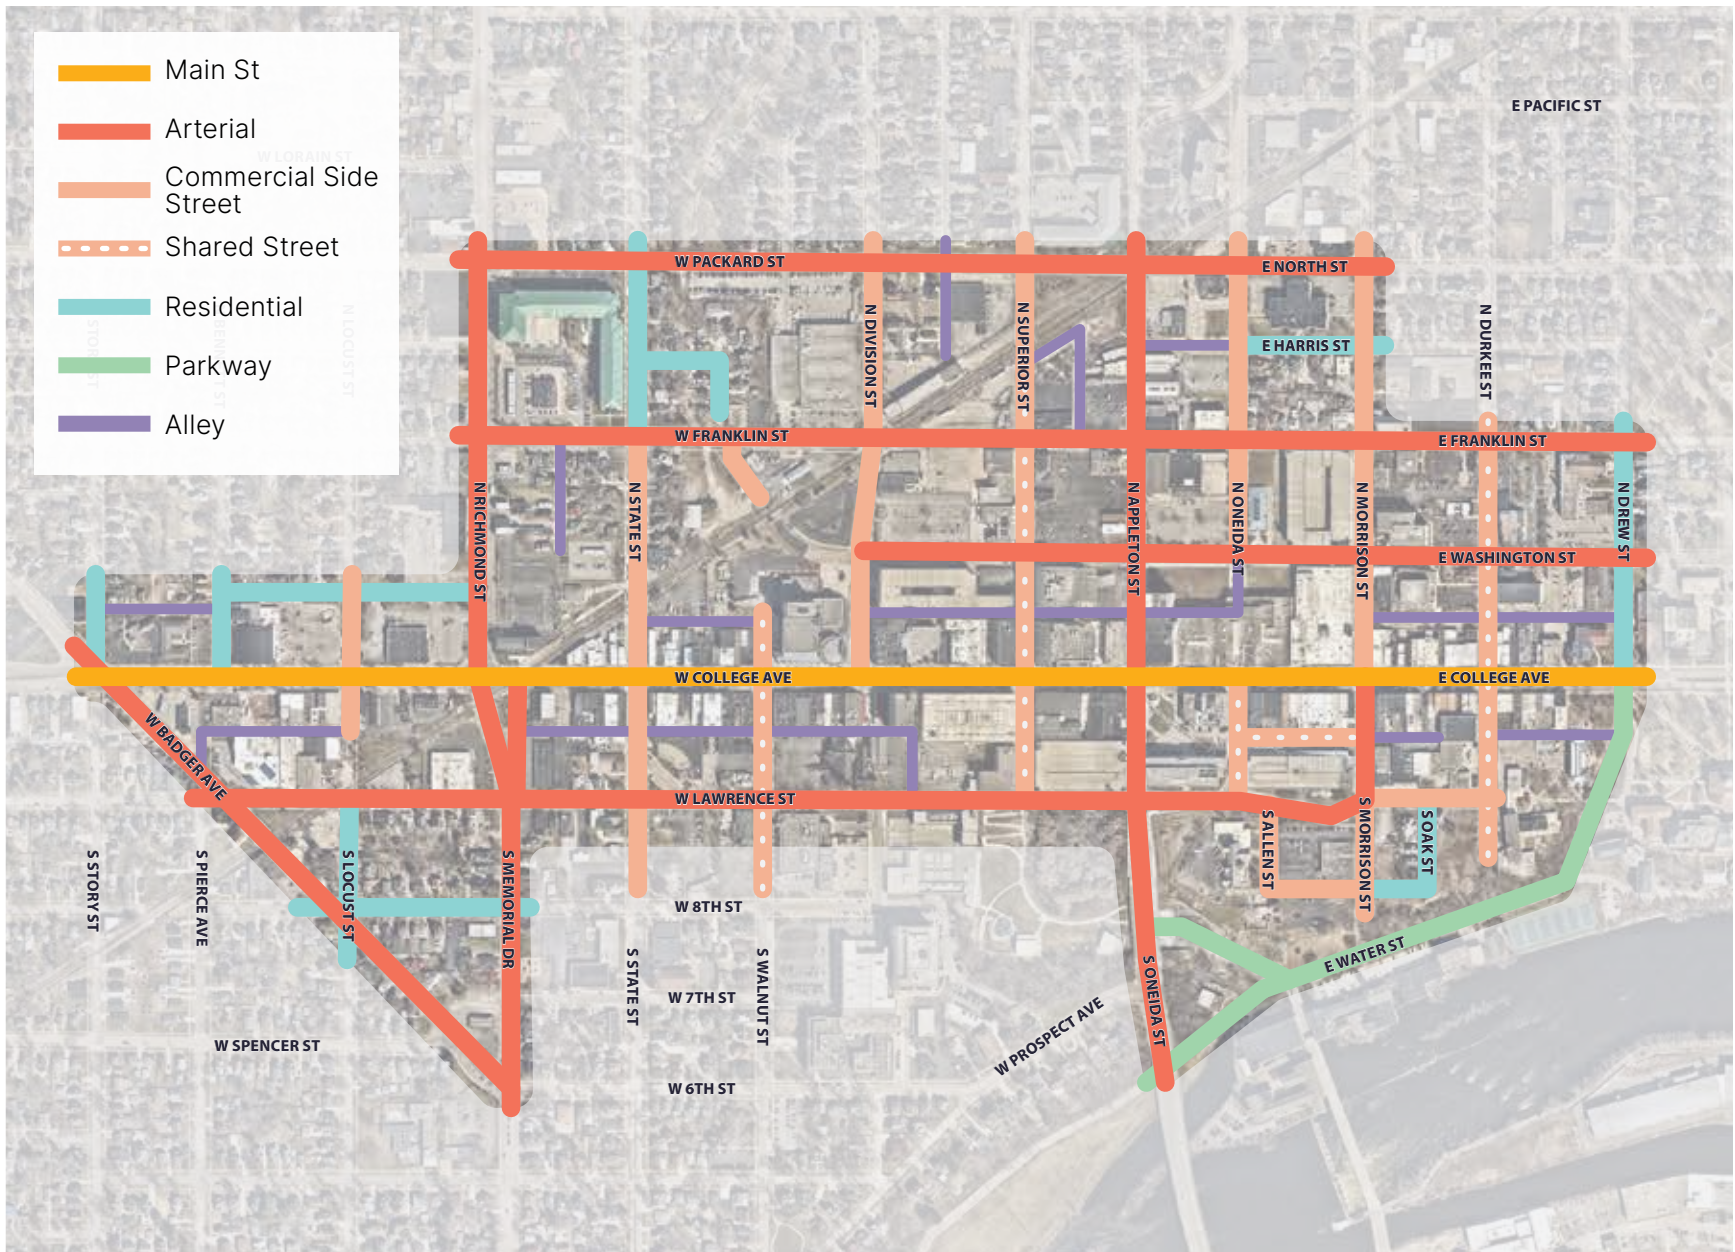 Main St
Arterial
Commercial Side
Street
Shared Street
Residential
Parkway
Alley
W LORAIN ST
N LOCUST ST
E PACIFIC ST
W PACKARD ST
E NORTH ST
N DIVISION ST
N SUPERIOR ST
E HARRIS ST
N DURKEE ST
W FRANKLIN ST
E FRANKLIN ST
N RICHMOND ST
N STATE ST
N APPLETON ST
N ONEIDA ST
N MORRISON ST
N DREW ST
E WASHINGTON ST
W COLLEGE AVE
E COLLEGE AVE
W BADGER AVE
W LAWRENCE ST
S STORY ST
S PIERCE AVE
S LOCUST ST
S MEMORIAL DR
S ALLEN ST
S MORRISON ST
S OAK ST
W 8TH ST
S STATE ST
S WALNUT ST
W 7TH ST
E WATER ST
S ONEIDA ST
W PROSPECT AVE
W SPENCER ST
W 6TH ST